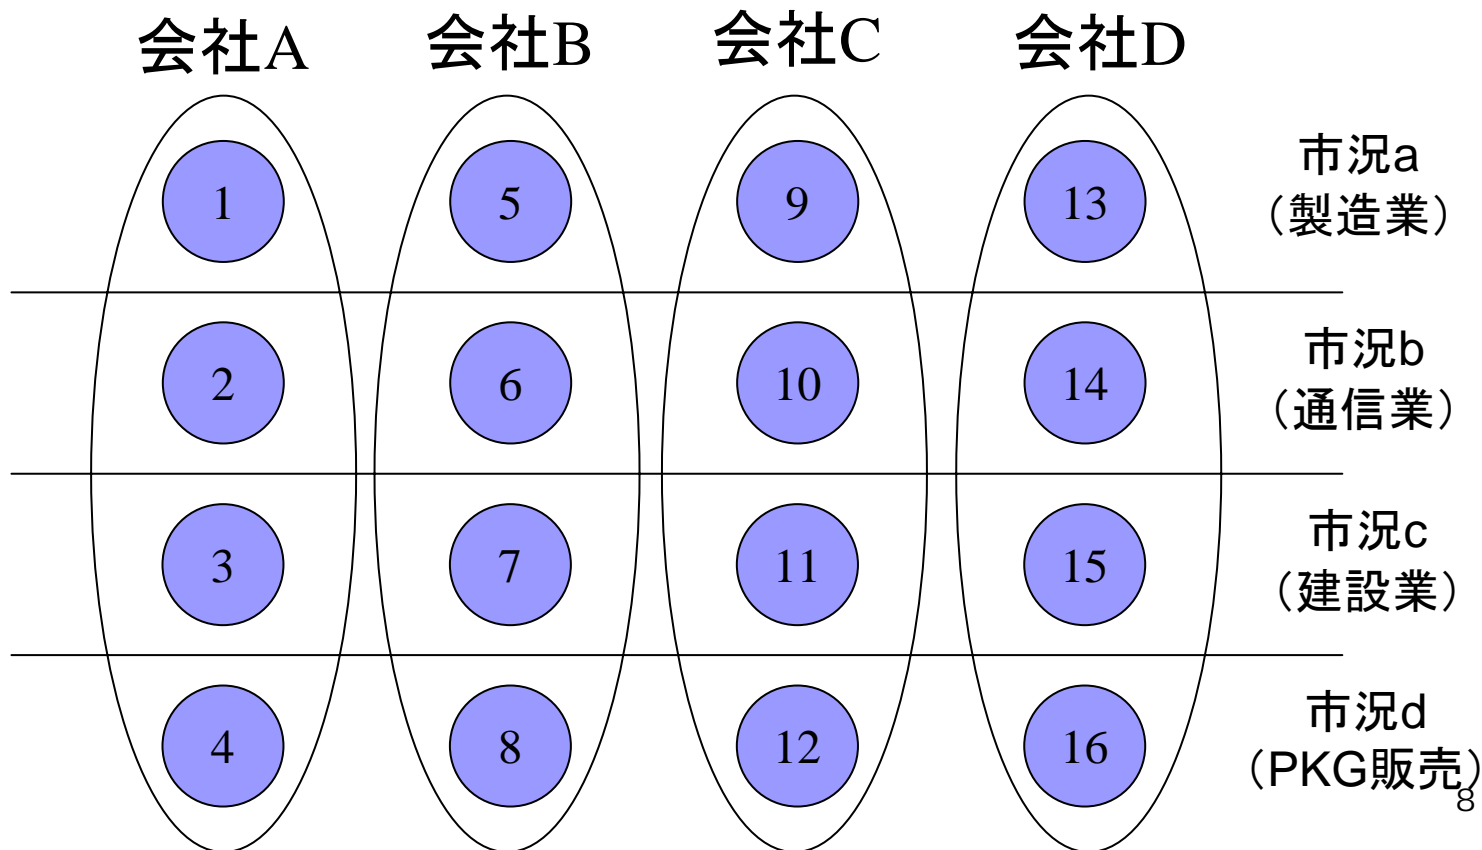 会社A 会社B 会社C 会社D
1 5 9 13
市況a
（製造業）
2 6 10 14
市況b
（通信業）
3 7 11 15
市況c
（建設業）
4 8 12 16
市況d
（PKG販売）
8